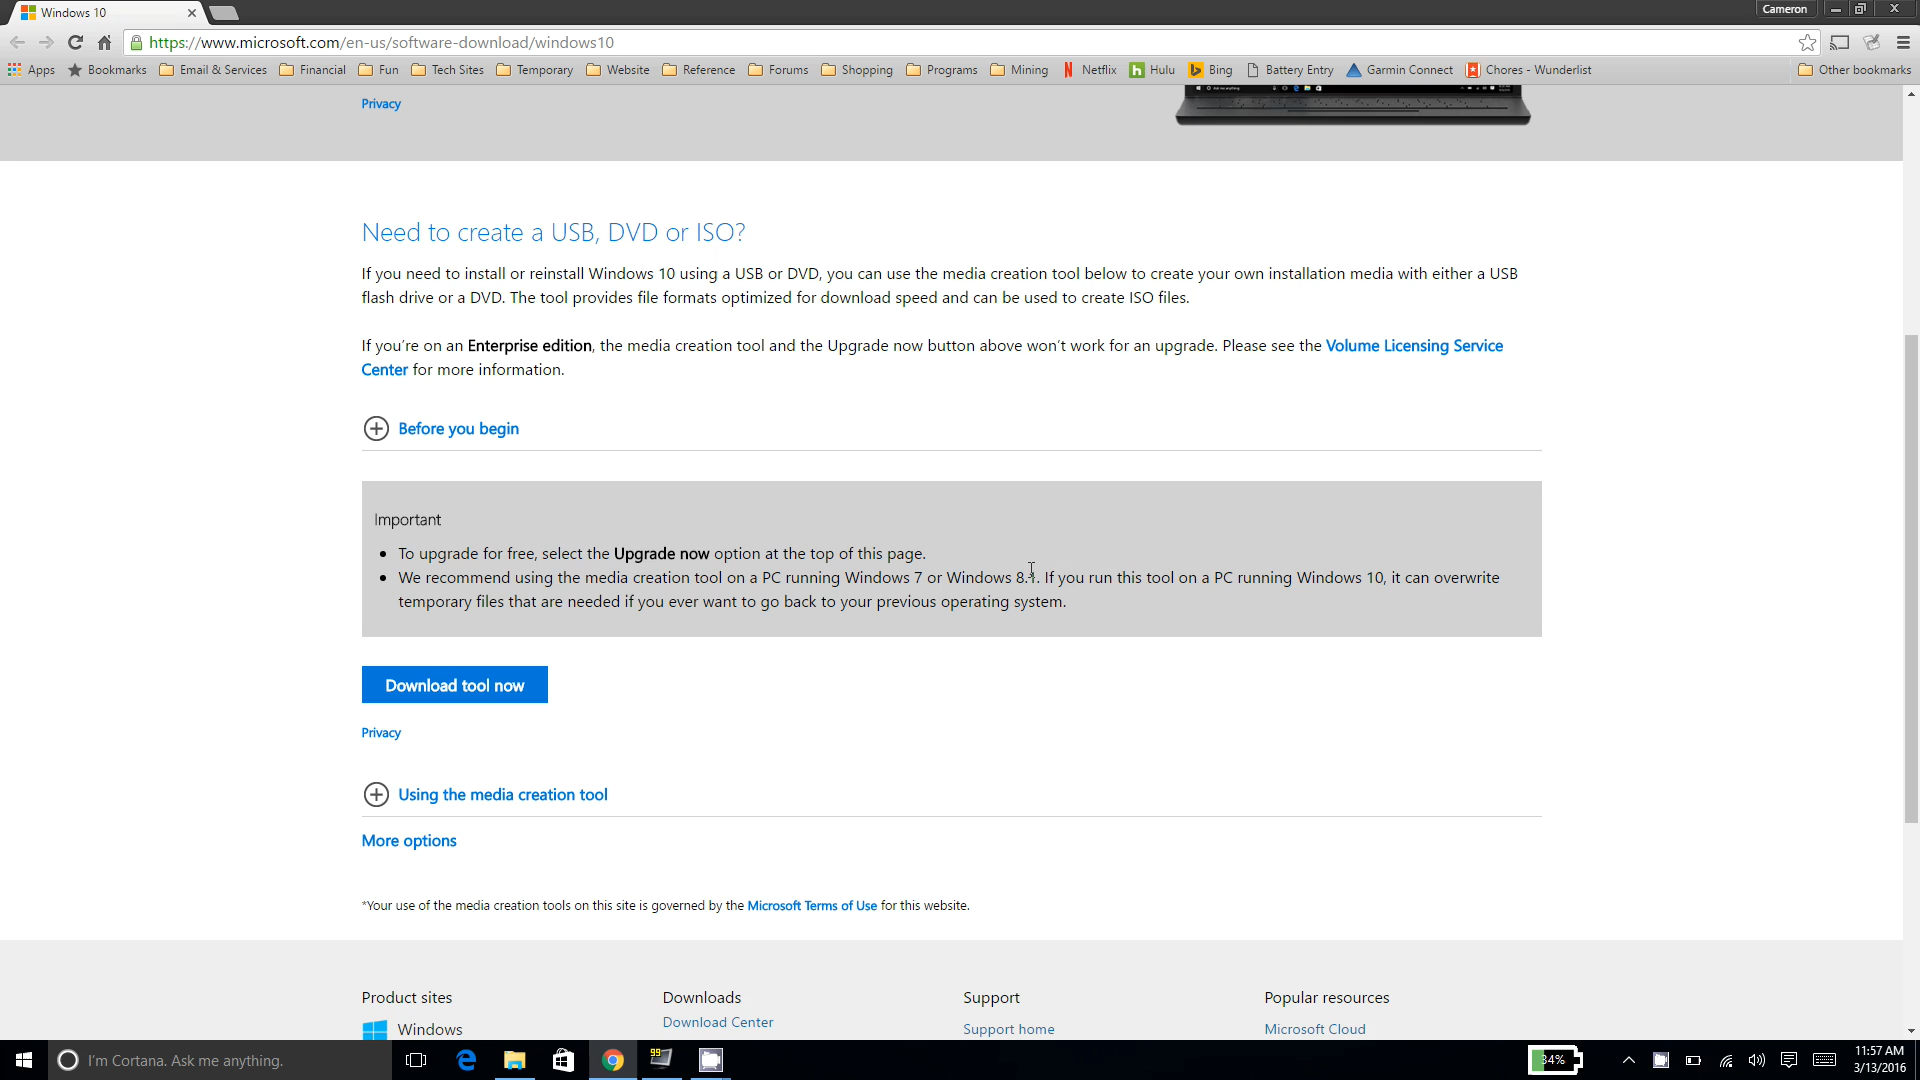 Windows 10
Cameron
https://www.microsoft.com/en-us/software-download/windows10
Apps Bookmarks Email & Services Financial Fun Tech Sites Temporary Website Reference Forums Shopping Programs Mining Netflix Hulu Bing Battery Entry Garmin Connect Chores - Wunderlist Other bookmarks
Privacy
Need to create a USB, DVD or ISO?
If you need to install or reinstall Windows 10 using a USB or DVD, you can use the media creation tool below to create your own installation media with either a USB
flash drive or a DVD. The tool provides file formats optimized for download speed and can be used to create ISO files.
If you're on an Enterprise edition, the media creation tool and the Upgrade now button above won't work for an upgrade. Please see the Volume Licensing Service
Center for more information.
Before you begin
Important
To upgrade for free, select the Upgrade now option at the top of this page.
We recommend using the media creation tool on a PC running Windows 7 or Windows 8.1. If you run this tool on a PC running Windows 10, it can overwrite
temporary files that are needed if you ever want to go back to your previous operating system.
Download tool now
Privacy
Using the media creation tool
More options
*Your use of the media creation tools on this site is governed by the Microsoft Terms of Use for this website.
Product sites Downloads Support Popular resources
Windows Download Center Support home Microsoft Cloud
I'm Cortana. Ask me anything.
99
34%
11:57 AM
3/13/2016